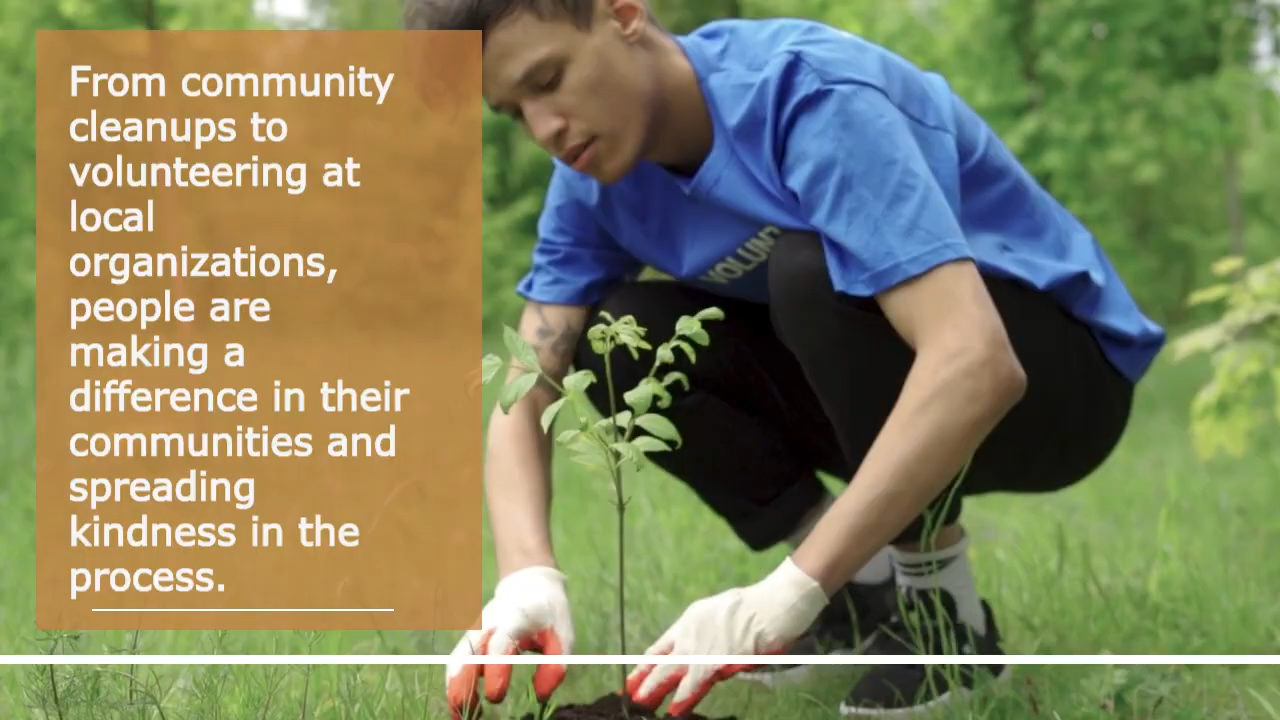 From community
cleanups to
volunteering at
local
organizations,
people are
making a
difference in their
communities and
spreading
kindness in the
process.
VOLUNT